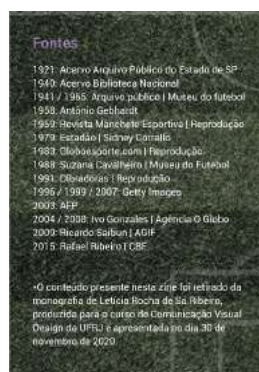 Fontes
1921: Acervo Arquivo Público do Estado de SP
1940: Acervo Biblioteca Nacional
1941 / 1965: Arquivo público | Museu do futebol
1958: Antônio Gebhardt
1959: Revista Manchete Esportiva | Reprodução
1979: Estadão | Sidney Corrallo
1983: Globoesporte.com | Reprodução
1988: Suzana Cavalheiro | Museu do Futebol
1991: Dibradoras | Reprodução
1996 / 1999 / 2007: Getty Images
2003: AFP
2004 / 2008: Ivo Gonzales | Agência O Globo
2009: Ricardo Saibun | AGIF
2015: Rafael Ribeiro | CBF
•O conteúdo presente nesta zine foi retirado da
monografia de Letícia Rocha de Sá Ribeiro,
produzida para o curso de Comunicação Visual
Design da UFRJ e apresentada no dia 30 de
novembro de 2020.